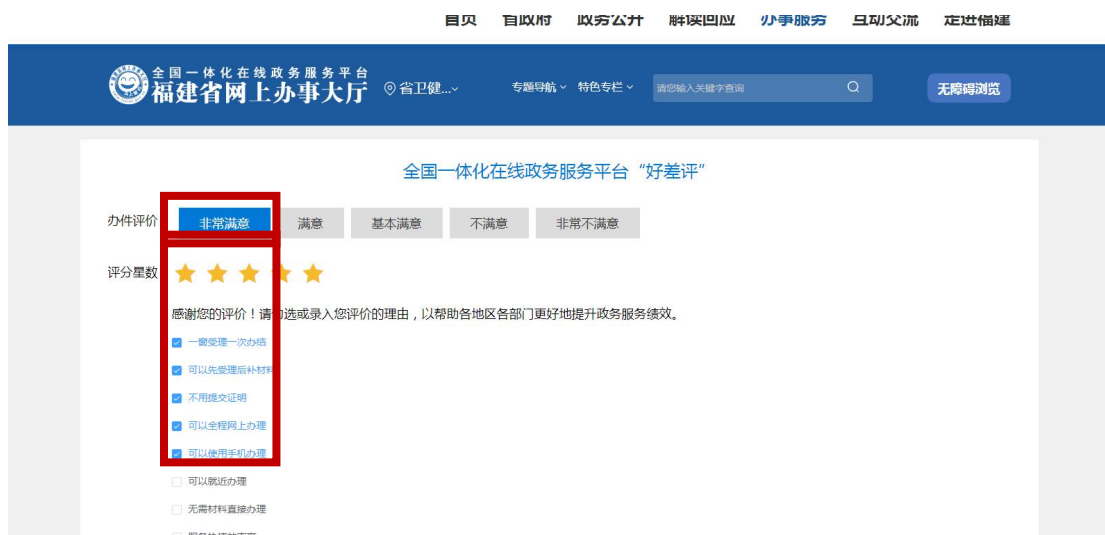 首页 省政府 政务公开 解读回应 办事服务 互动交流 走进福建
全国一体化在线政务服务平台
福建省网上办事大厅 省卫健... 专题导航 特色专栏 请您输入关键字查询 无障碍浏览
全国一体化在线政务服务平台“好差评”
办件评价 非常满意 满意 基本满意 不满意 非常不满意
评分星数
感谢您的评价！请勾选或录入您评价的理由，以帮助各地区各部门更好地提升政务服务绩效。
一窗受理一次办结
可以先受理后补材料
不用提交证明
可以全程网上办理
可以使用手机办理
可以就近办理
无需材料直接办理